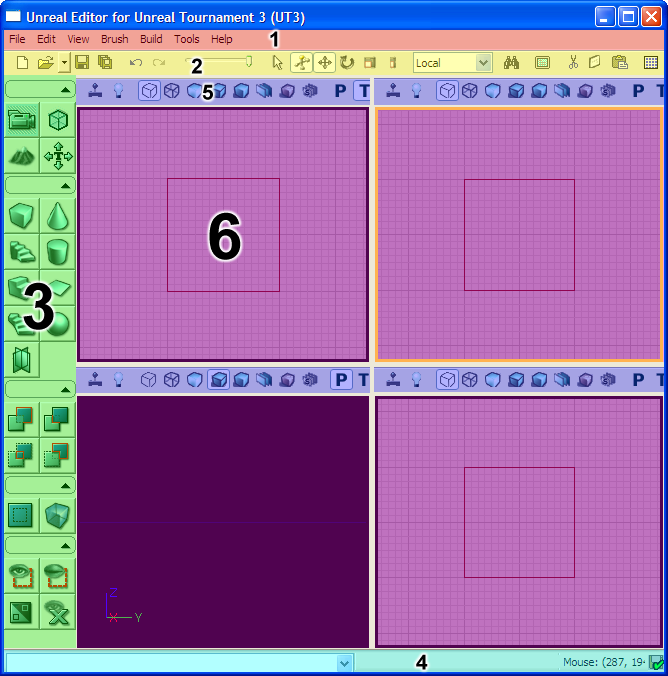 Unreal Editor for Unreal Tournament 3 (UT3)
File Edit View Brush Build Tools Help 1
2 Local
5 P T P T
6
3
P T P T
Z
X Y
4 Mouse: (287, 19